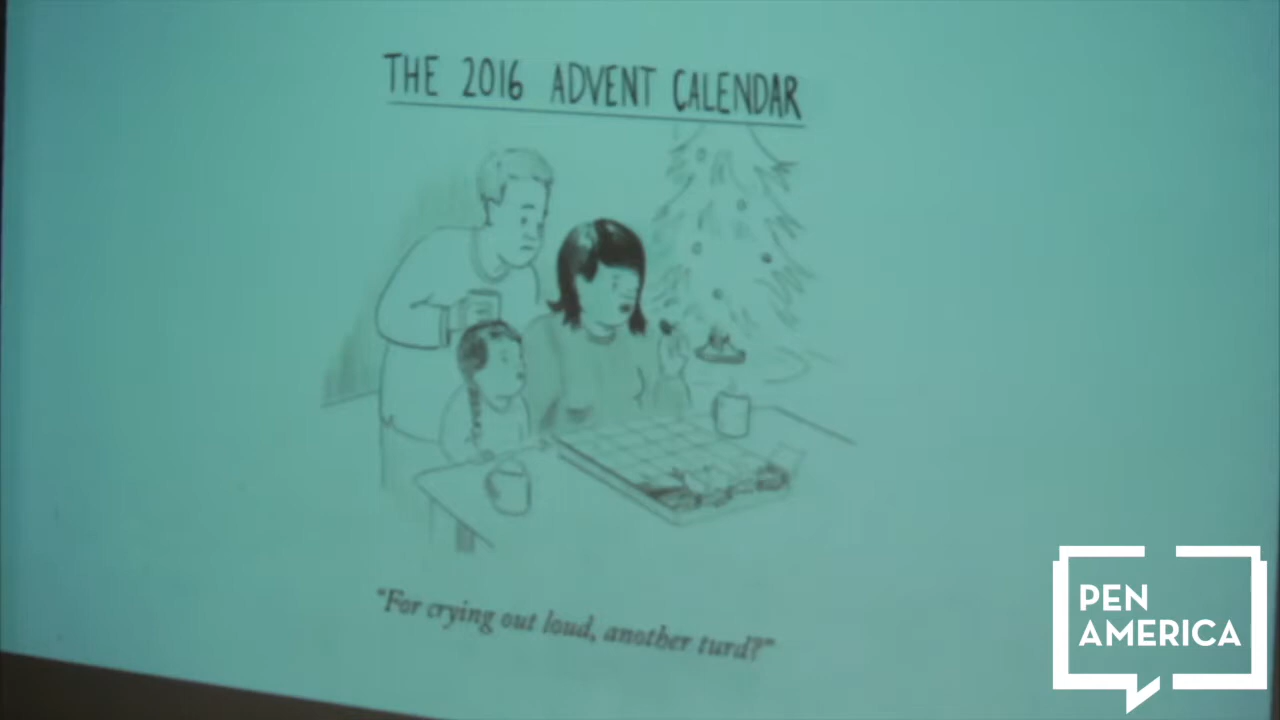 THE 2016 ADVENT CALENDAR
"For crying out loud, another turd?"
PEN
AMERICA